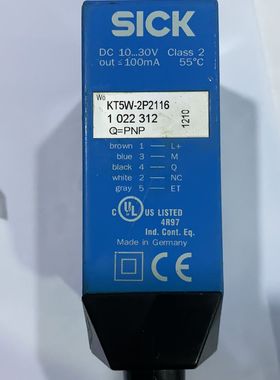 SICK
DC 10...30V Class 2
out ≤100mA 55°C
Wo
KT5W-2P2116
1 022 312
Q=PNP
1210
brown 1 — L+
blue 3 — M
black 4 — Q
white 2 — NC
gray 5 — ET
C UL US LISTED
4R97
Ind. Cont. Eq.
Made in Germany